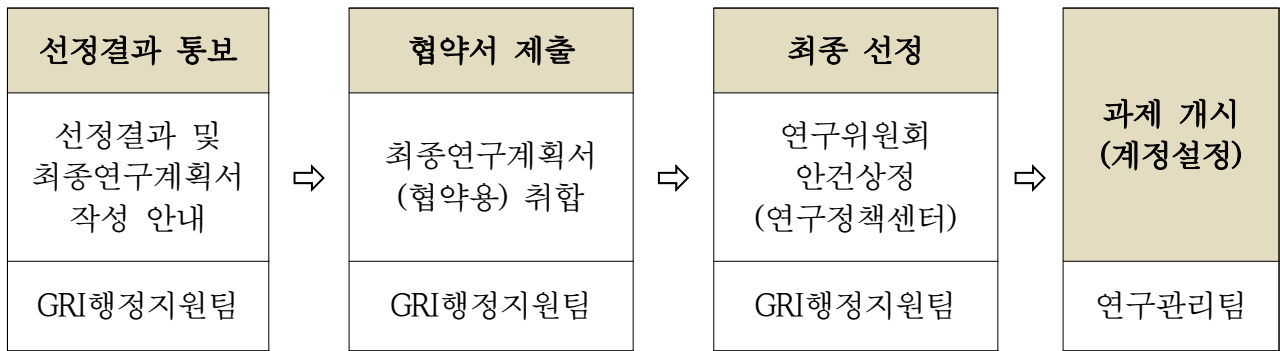 선정결과 통보
선정결과 및
최종연구계획서
작성 안내
GRI행정지원팀
⇨
협약서 제출
최종연구계획서
(협약용) 취합
GRI행정지원팀
⇨
최종 선정
연구위원회
안건상정
(연구정책센터)
GRI행정지원팀
⇨
과제 개시
(계정설정)
연구관리팀